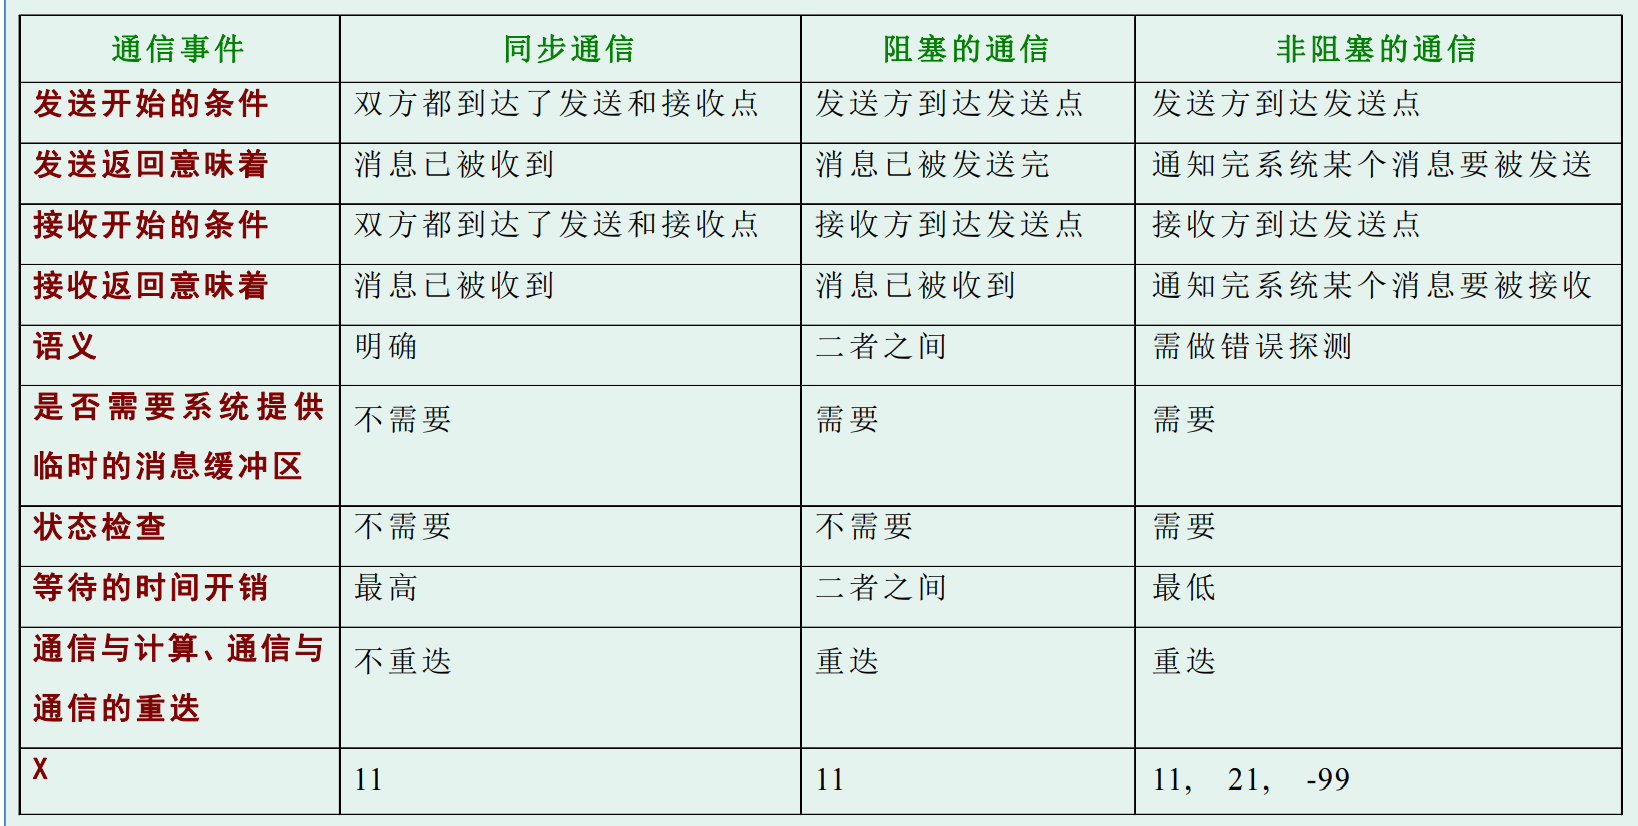 通信事件 同步通信 阻塞的通信 非阻塞的通信
发送开始的条件 双方都到达了发送和接收点 发送方到达发送点 发送方到达发送点
发送返回意味着 消息已被收到 消息已被发送完 通知完系统某个消息要被发送
接收开始的条件 双方都到达了发送和接收点 接收方到达发送点 接收方到达发送点
接收返回意味着 消息已被收到 消息已被收到 通知完系统某个消息要被接收
语义 明确 二者之间 需做错误探测
是否需要系统提供
临时的消息缓冲区 不需要 需要 需要
状态检查 不需要 不需要 需要
等待的时间开销 最高 二者之间 最低
通信与计算、通信与
通信的重迭 不重迭 重迭 重迭
X 11 11 11, 21, -99